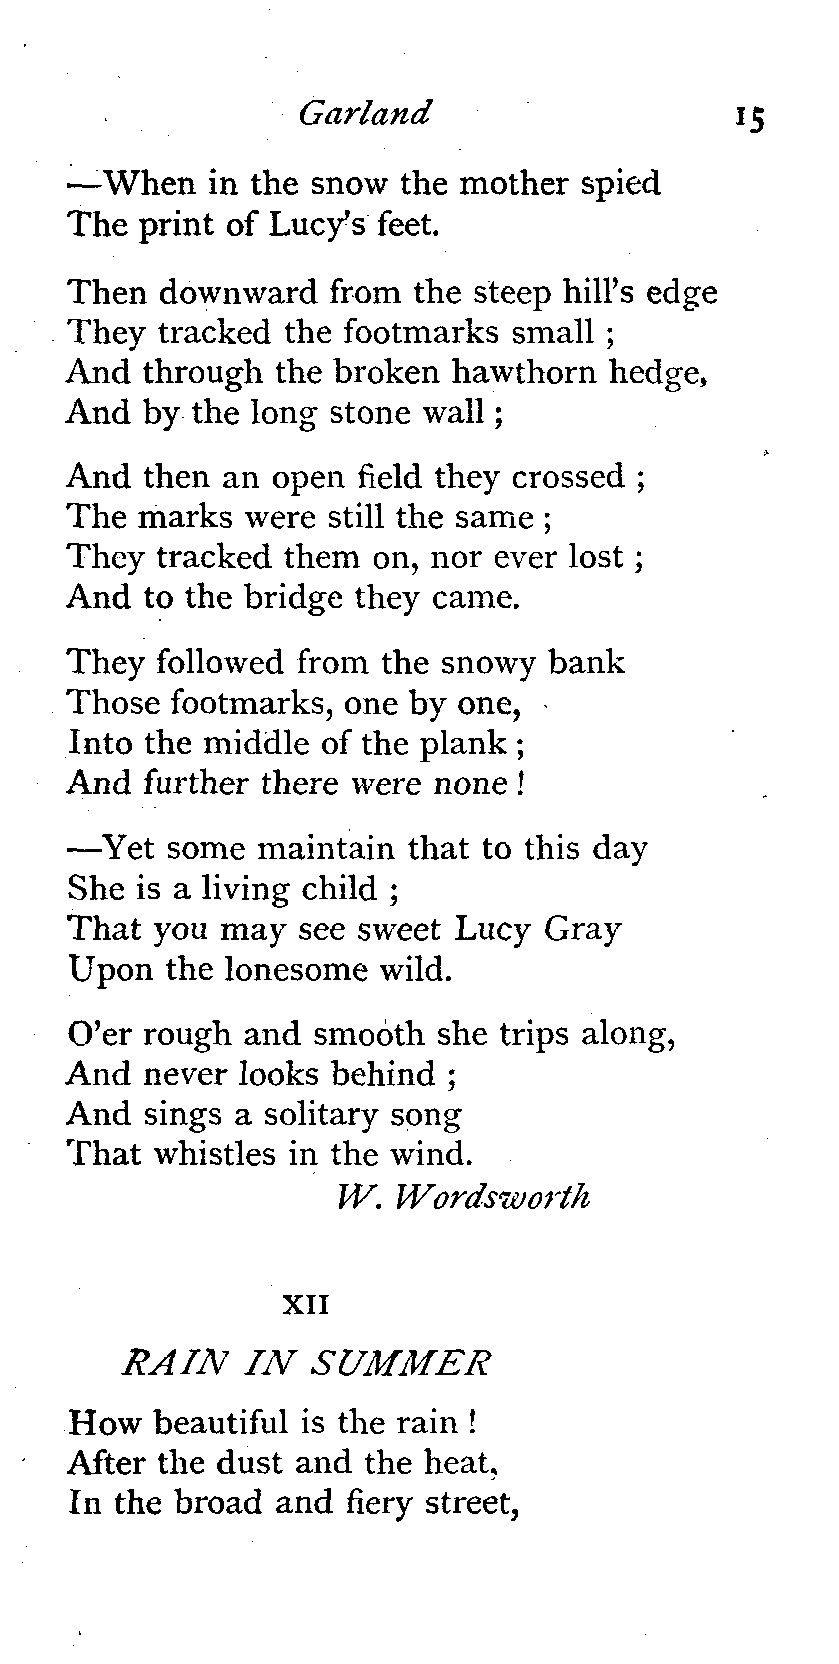 Garland 15
—When in the snow the mother spied
The print of Lucy's feet.
Then downward from the steep hill's edge
They tracked the footmarks small ;
And through the broken hawthorn hedge,
And by the long stone wall ;
And then an open field they crossed ;
The marks were still the same ;
They tracked them on, nor ever lost ;
And to the bridge they came.
They followed from the snowy bank
Those footmarks, one by one,
Into the middle of the plank ;
And further there were none !
—Yet some maintain that to this day
She is a living child ;
That you may see sweet Lucy Gray
Upon the lonesome wild.
O'er rough and smooth she trips along,
And never looks behind ;
And sings a solitary song
That whistles in the wind.
W. Wordsworth
XII
RAIN IN SUMMER
How beautiful is the rain !
After the dust and the heat,
In the broad and fiery street,